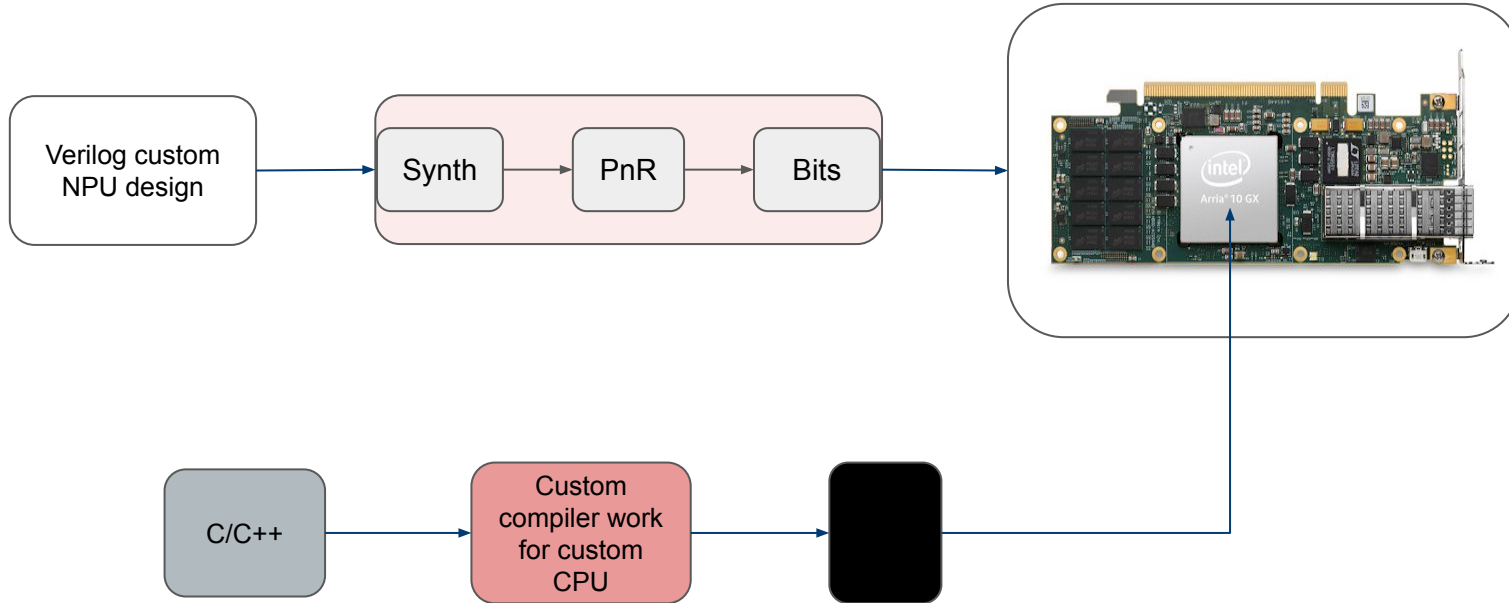 Verilog custom
NPU design
Synth
PnR
Bits
intel
Arria® 10 GX
C/C++
Custom
compiler work
for custom
CPU